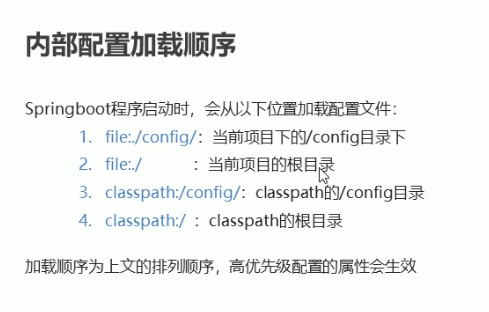 内部配置加载顺序
Springboot程序启动时，会从以下位置加载配置文件：
1. file:./config/：当前项目下的/config目录下
2. file:./ ：当前项目的根目录
3. classpath:/config/：classpath的/config目录
4. classpath:/ ：classpath的根目录
加载顺序为上文的排列顺序，高优先级配置的属性会生效